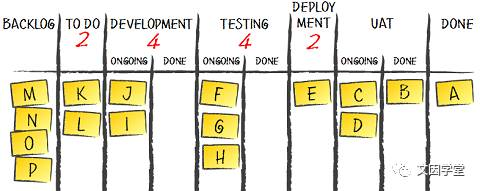 BACKLOG TO DO DEVELOPMENT TESTING DEPLOY MENT UAT DONE
2 4 4 2
ONGOING DONE ONGOING DONE ONGOING DONE
M K J F E C B A
N L I G D
O H
P
文因学堂